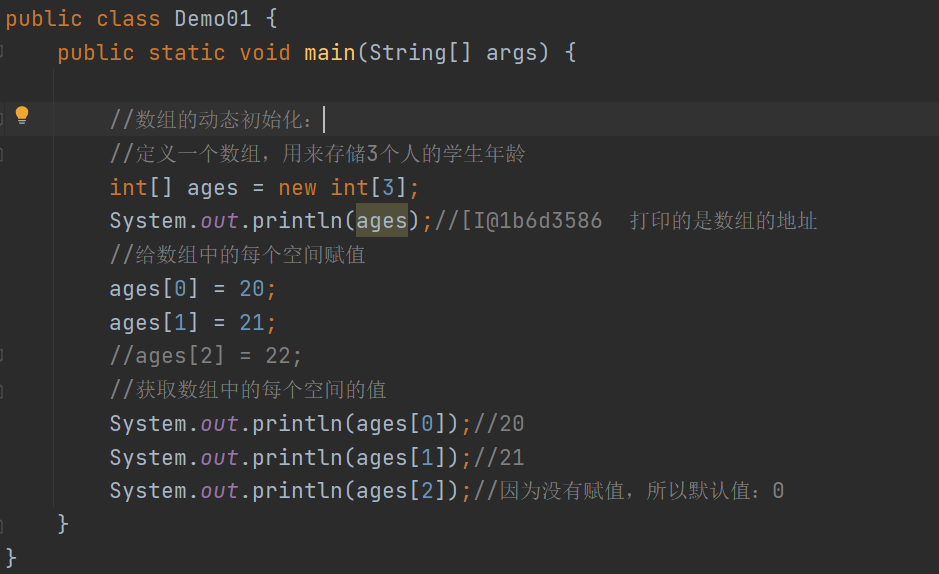 public class Demo01 {
public static void main(String[] args) {
//数组的动态初始化：
//定义一个数组，用来存储3个人的学生年龄
int[] ages = new int[3];
System.out.println(ages);//[I@1b6d3586  打印的是数组的地址
//给数组中的每个空间赋值
ages[0] = 20;
ages[1] = 21;
//ages[2] = 22;
//获取数组中的每个空间的值
System.out.println(ages[0]);//20
System.out.println(ages[1]);//21
System.out.println(ages[2]);//因为没有赋值，所以默认值：0
}
}